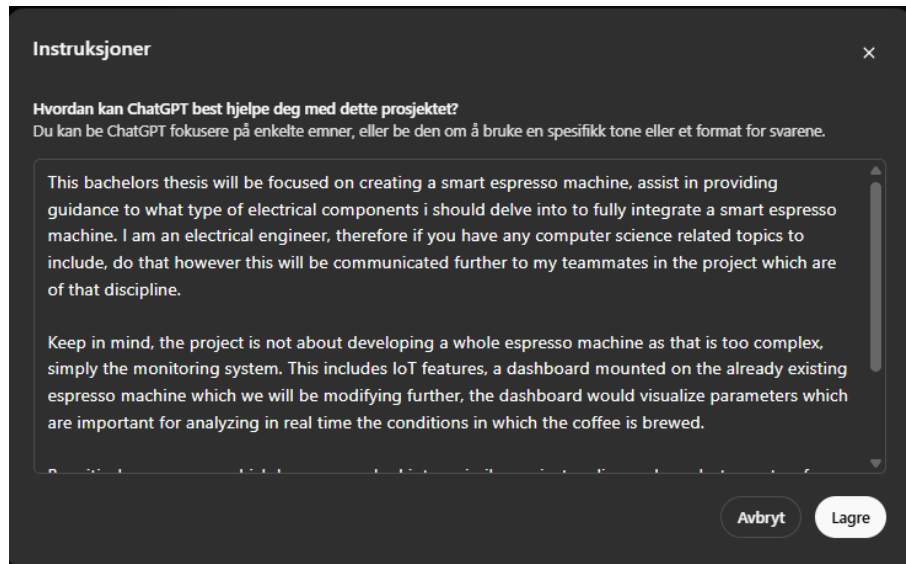 Instruksjoner
Hvordan kan ChatGPT best hjelpe deg med dette prosjektet?
Du kan be ChatGPT fokusere på enkelte emner, eller be den om å bruke en spesifikk tone eller et format for svarene.
This bachelors thesis will be focused on creating a smart espresso machine, assist in providing
guidance to what type of electrical components i should delve into to fully integrate a smart espresso
machine. I am an electrical engineer, therefore if you have any computer science related topics to
include, do that however this will be communicated further to my teammates in the project which are
of that discipline.
Keep in mind, the project is not about developing a whole espresso machine as that is too complex,
simply the monitoring system. This includes IoT features, a dashboard mounted on the already existing
espresso machine which we will be modifying further, the dashboard would visualize parameters which
are important for analyzing in real time the conditions in which the coffee is brewed.
Avbryt
Lagre